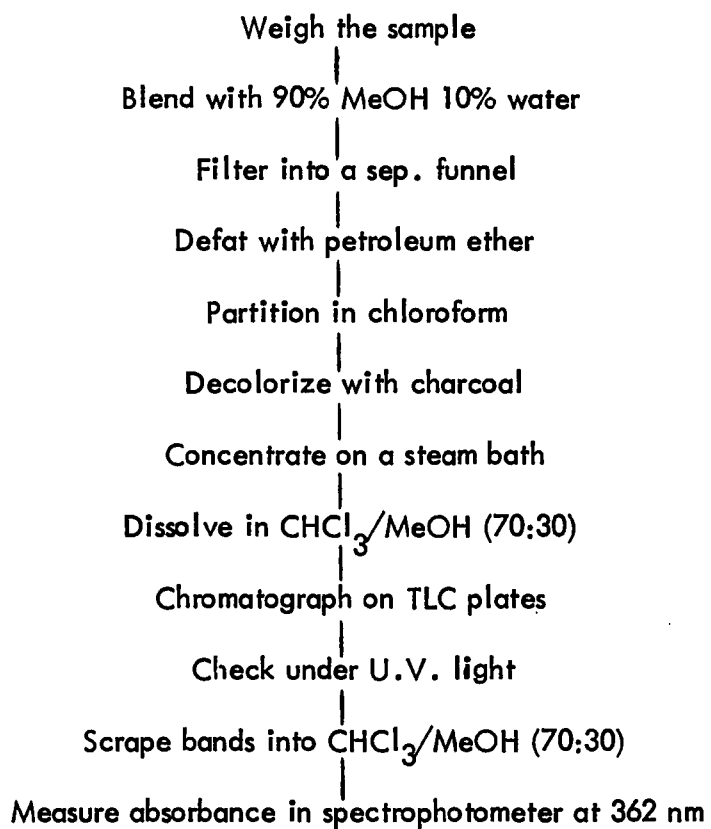 Weigh the sample
Blend with 90% MeOH 10% water
Filter into a sep. funnel
Defat with petroleum ether
Partition in chloroform
Decolorize with charcoal
Concentrate on a steam bath
Dissolve in CHCl3/MeOH (70:30)
Chromatograph on TLC plates
Check under U.V. light
Scrape bands into CHCl3/MeOH (70:30)
Measure absorbance in spectrophotometer at 362 nm